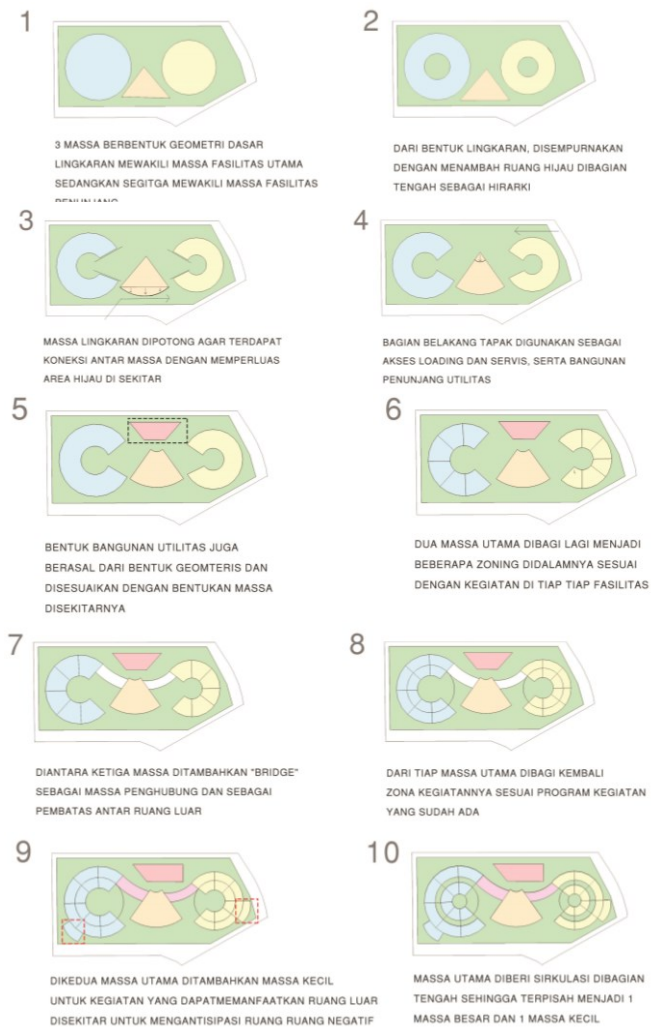 1
3 MASSA BERBENTUK GEOMETRI DASAR
LINGKARAN MEWAKILI MASSA FASILITAS UTAMA
SEDANGKAN SEGITGA MEWAKILI MASSA FASILITAS
PENUNJANG
2
DARI BENTUK LINGKARAN, DISEMPURNAKAN
DENGAN MENAMBAH RUANG HIJAU DIBAGIAN
TENGAH SEBAGAI HIRARKI
3
MASSA LINGKARAN DIPOTONG AGAR TERDAPAT
KONEKSI ANTAR MASSA DENGAN MEMPERLUAS
AREA HIJAU DI SEKITAR
4
BAGIAN BELAKANG TAPAK DIGUNAKAN SEBAGAI
AKSES LOADING DAN SERVIS, SERTA BANGUNAN
PENUNJANG UTILITAS
5
BENTUK BANGUNAN UTILITAS JUGA
BERASAL DARI BENTUK GEOMTERIS DAN
DISESUAIKAN DENGAN BENTUKAN MASSA
DISEKITARNYA
6
DUA MASSA UTAMA DIBAGI LAGI MENJADI
BEBERAPA ZONING DIDALAMNYA SESUAI
DENGAN KEGIATAN DI TIAP TIAP FASILITAS
7
DIANTARA KETIGA MASSA DITAMBAHKAN "BRIDGE"
SEBAGAI MASSA PENGHUBUNG DAN SEBAGAI
PEMBATAS ANTAR RUANG LUAR
8
DARI TIAP MASSA UTAMA DIBAGI KEMBALI
ZONA KEGIATANNYA SESUAI PROGRAM KEGIATAN
YANG SUDAH ADA
9
DIKEDUA MASSA UTAMA DITAMBAHKAN MASSA KECIL
UNTUK KEGIATAN YANG DAPATMEMANFAATKAN RUANG LUAR
DISEKITAR UNTUK MENGANTISIPASI RUANG RUANG NEGATIF
10
MASSA UTAMA DIBERI SIRKULASI DIBAGIAN
TENGAH SEHINGGA TERPISAH MENJADI 1
MASSA BESAR DAN 1 MASSA KECIL